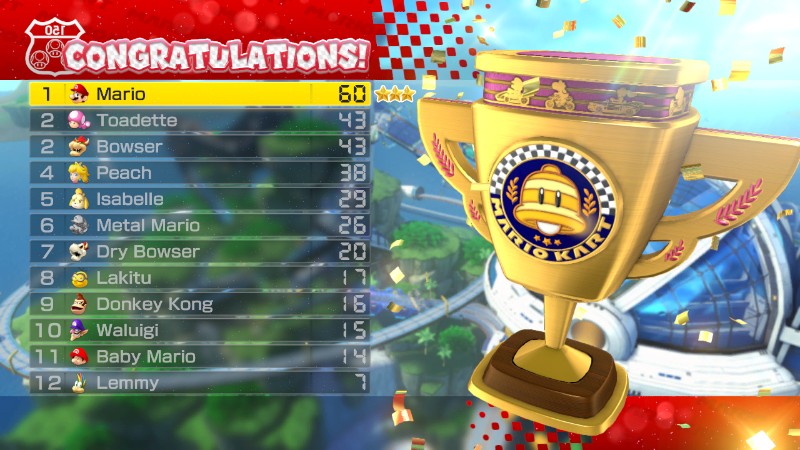 150
CONGRATULATIONS!
1 Mario 60
2 Toadette 43
2 Bowser 43
4 Peach 38
5 Isabelle 29
6 Metal Mario 26
7 Dry Bowser 20
8 Lakitu 17
9 Donkey Kong 16
10 Waluigi 15
11 Baby Mario 14
12 Lemmy 7
MARIO KART